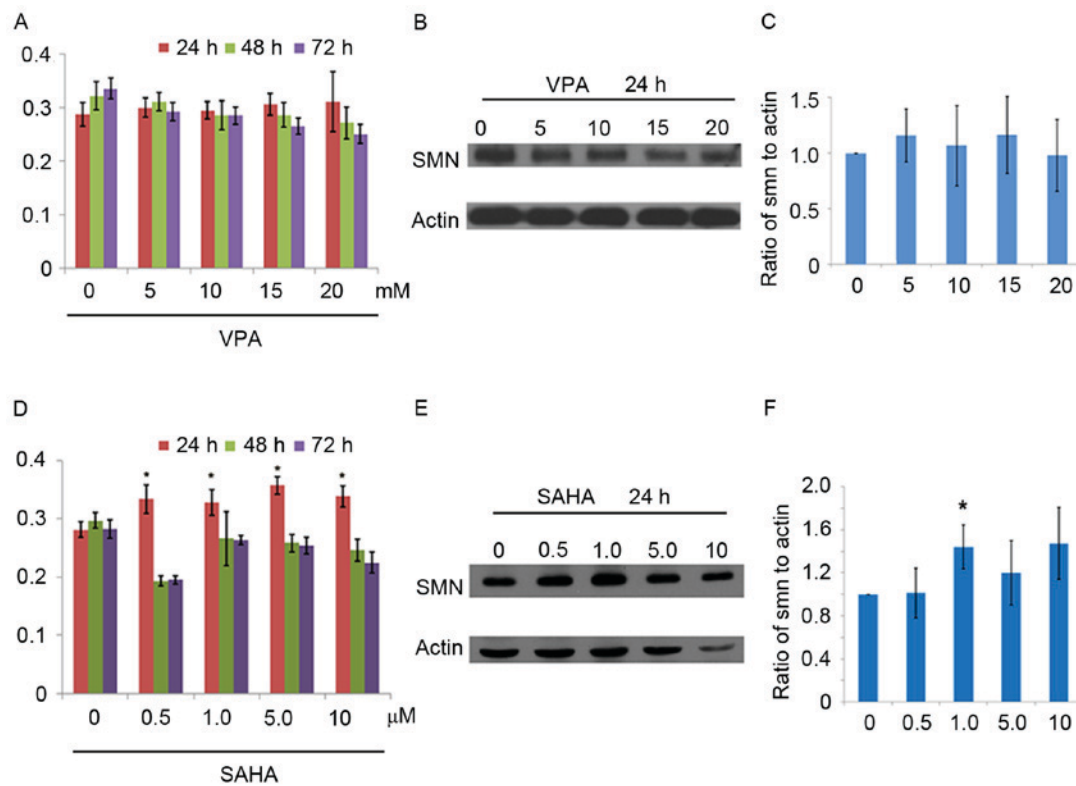 A
24 h 48 h 72 h
0.4
0.3
0.2
0.1
0
0 5 10 15 20 mM
VPA
B
VPA 24 h
0 5 10 15 20
SMN
Actin
C
Ratio of smn to actin
1.5
1.0
0.5
0
0 5 10 15 20
D
24 h 48 h 72 h
0.4
0.3
0.2
0.1
0
* * * *
0 0.5 1.0 5.0 10 μM
SAHA
E
SAHA 24 h
0 0.5 1.0 5.0 10
SMN
Actin
F
Ratio of smn to actin
2.0
1.6
1.2
0.8
0.4
0
*
0 0.5 1.0 5.0 10